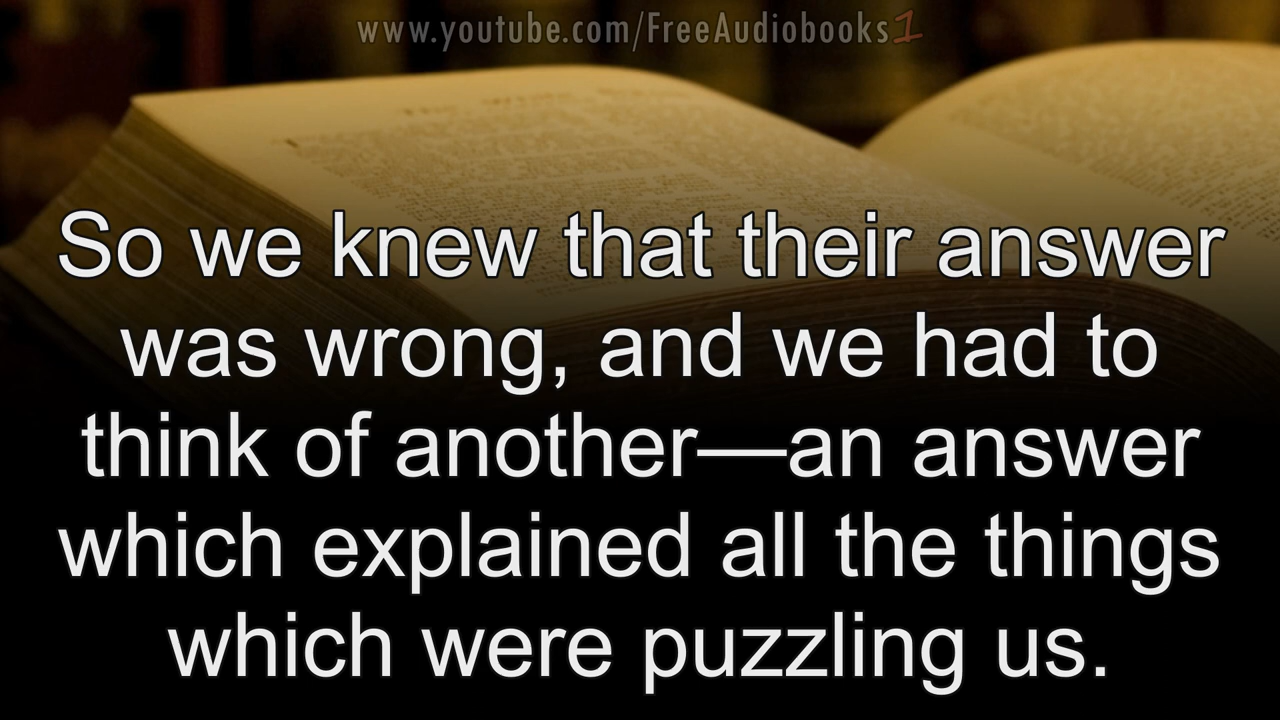 www.youtube.com/FreeAudiobooks1
So we knew that their answer
was wrong, and we had to
think of another—an answer
which explained all the things
which were puzzling us.